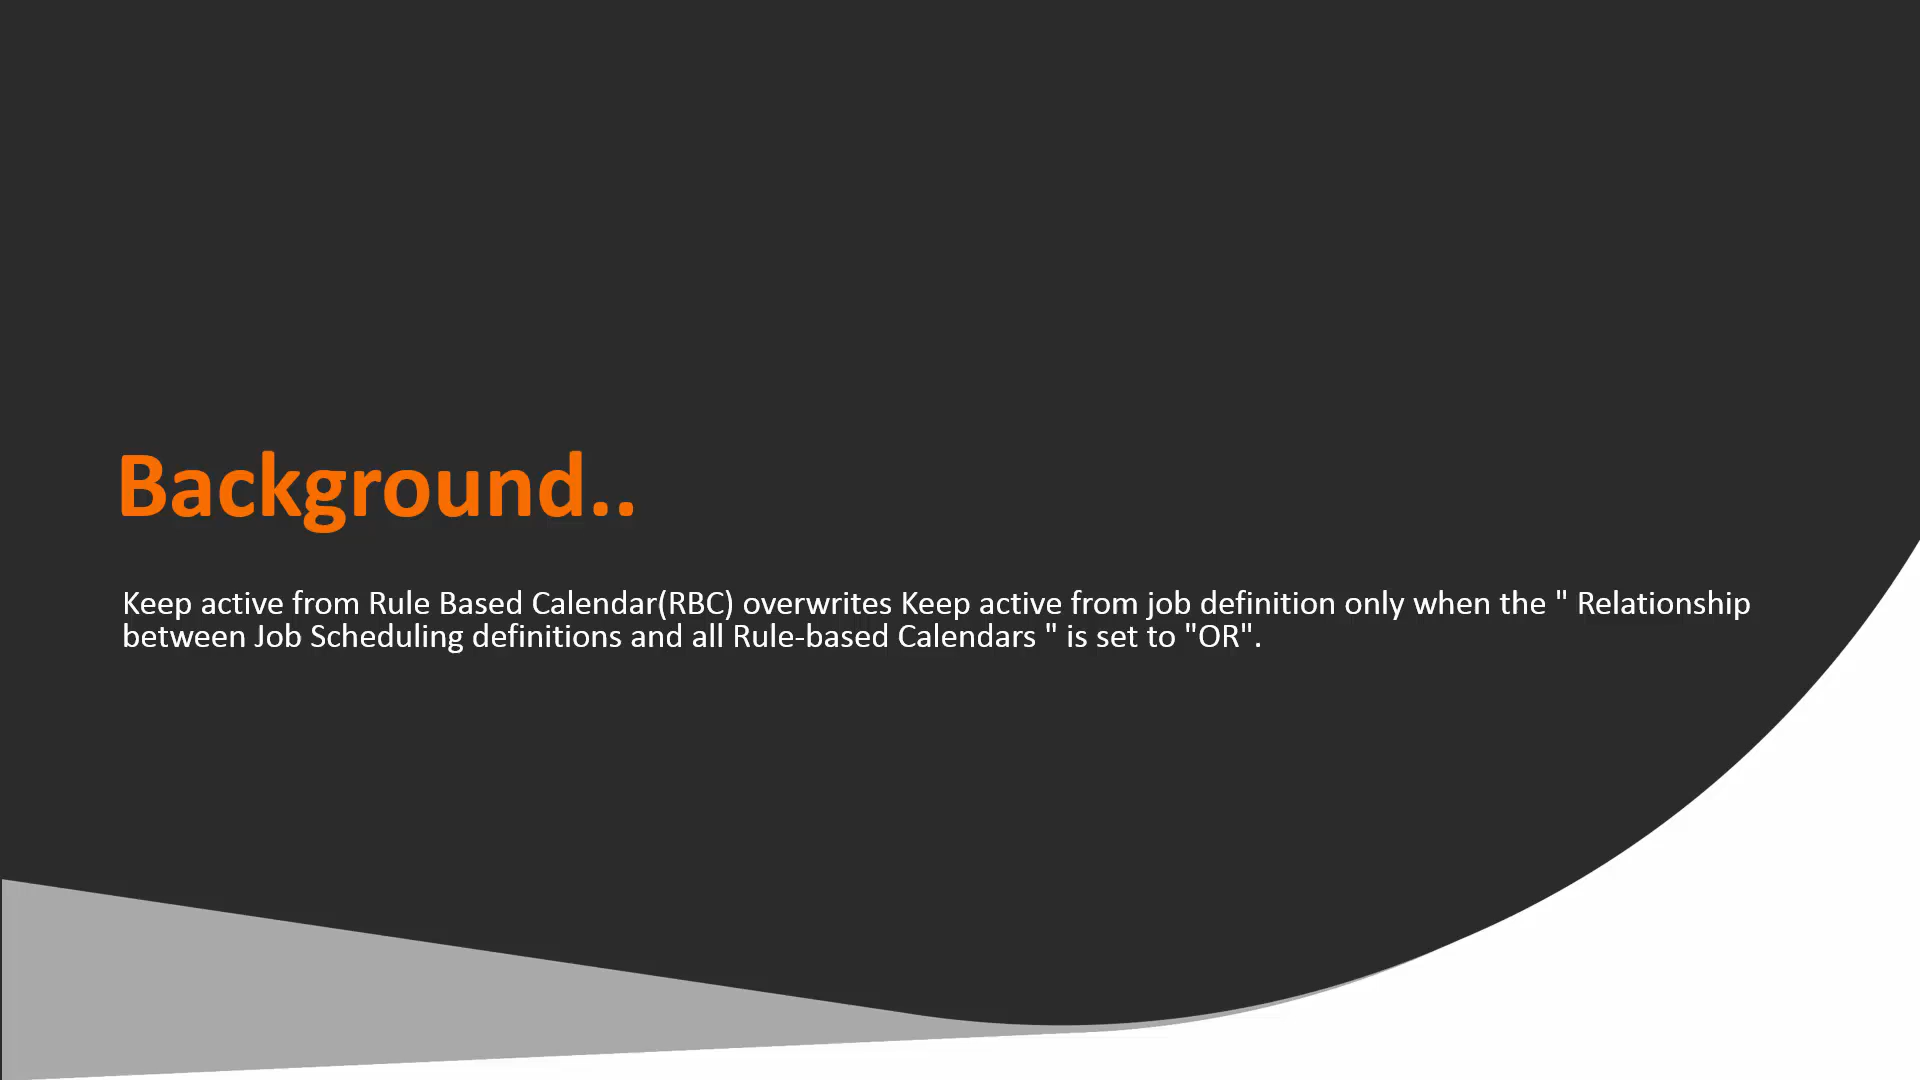 Background..
Keep active from Rule Based Calendar(RBC) overwrites Keep active from job definition only when the " Relationship
between Job Scheduling definitions and all Rule-based Calendars " is set to "OR".